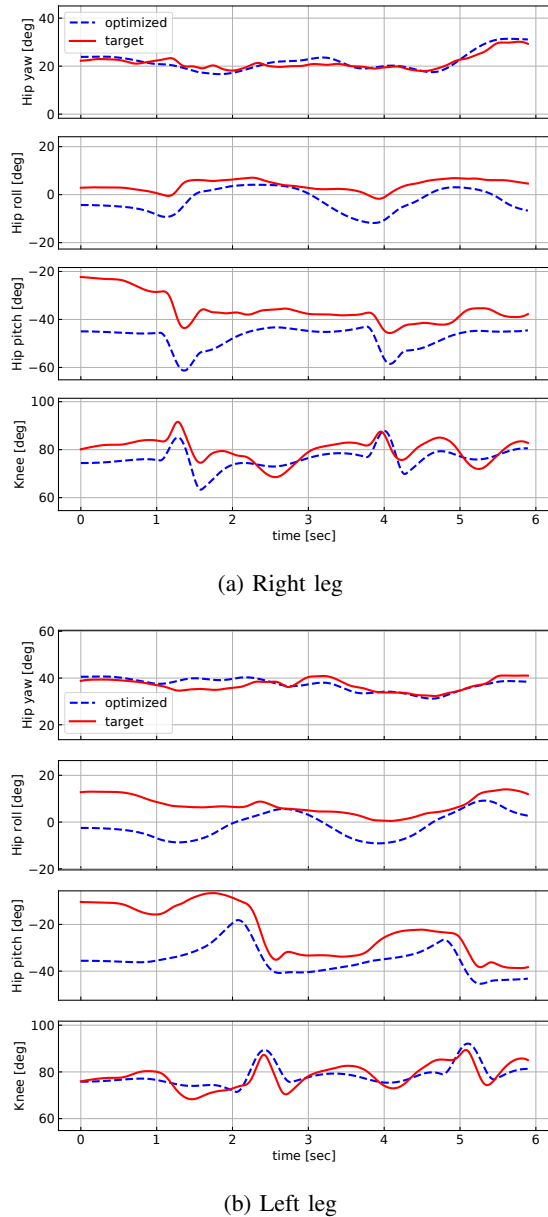 Hip yaw [deg]
40
20
0
optimized
target
Hip roll [deg]
20
0
−20
Hip pitch [deg]
−20
−40
−60
Knee [deg]
100
80
60
0 1 2 3 4 5 6
time [sec]
(a) Right leg
Hip yaw [deg]
60
40
20
optimized
target
Hip roll [deg]
20
0
−20
Hip pitch [deg]
−20
−40
Knee [deg]
100
80
60
0 1 2 3 4 5 6
time [sec]
(b) Left leg